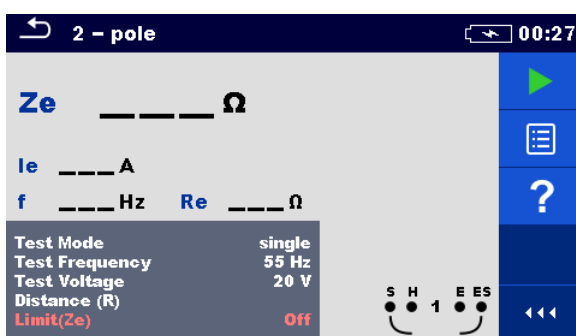 2 – pole 00:27
Ze ___ Ω
Ie ___ A
f ___ Hz Re ___ Ω
Test Mode single
Test Frequency 55 Hz
Test Voltage 20 V
Distance (R)
Limit(Ze) Off
S H 1 E ES
?